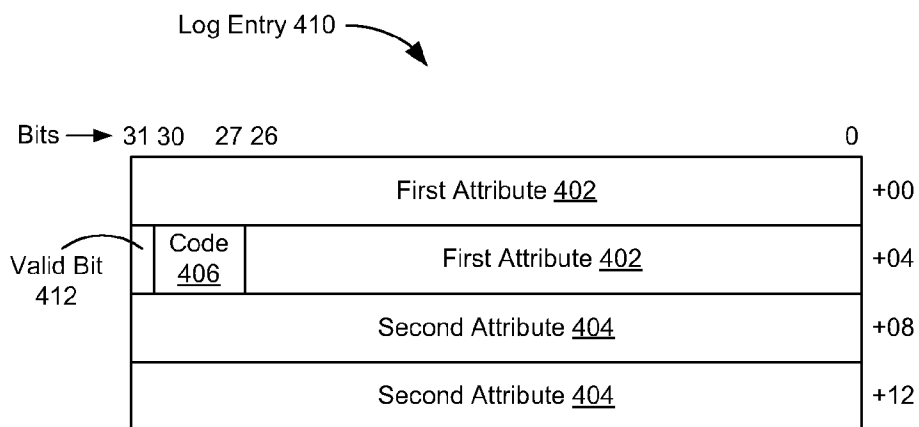 Log Entry 410
Bits 31 30 27 26 0
First Attribute 402 +00
Valid Bit 412
Code 406
First Attribute 402 +04
Second Attribute 404 +08
Second Attribute 404 +12